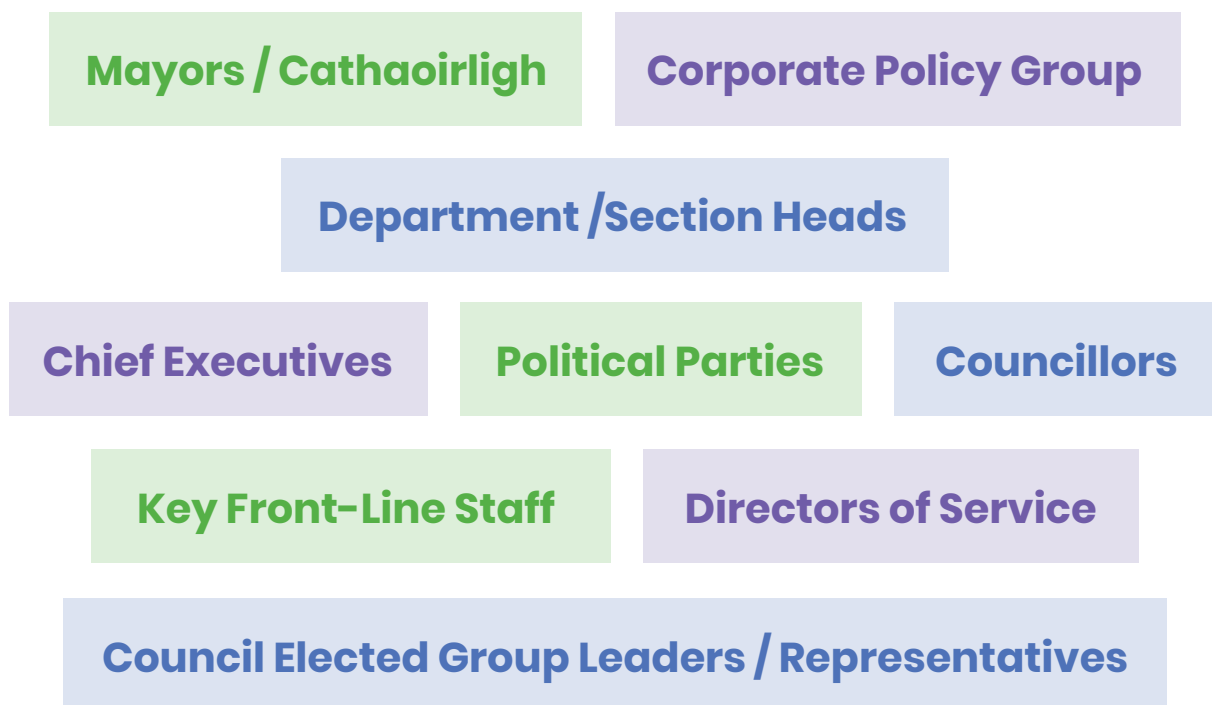 Mayors / Cathaoirligh
Corporate Policy Group
Department /Section Heads
Chief Executives
Political Parties
Councillors
Key Front-Line Staff
Directors of Service
Council Elected Group Leaders / Representatives